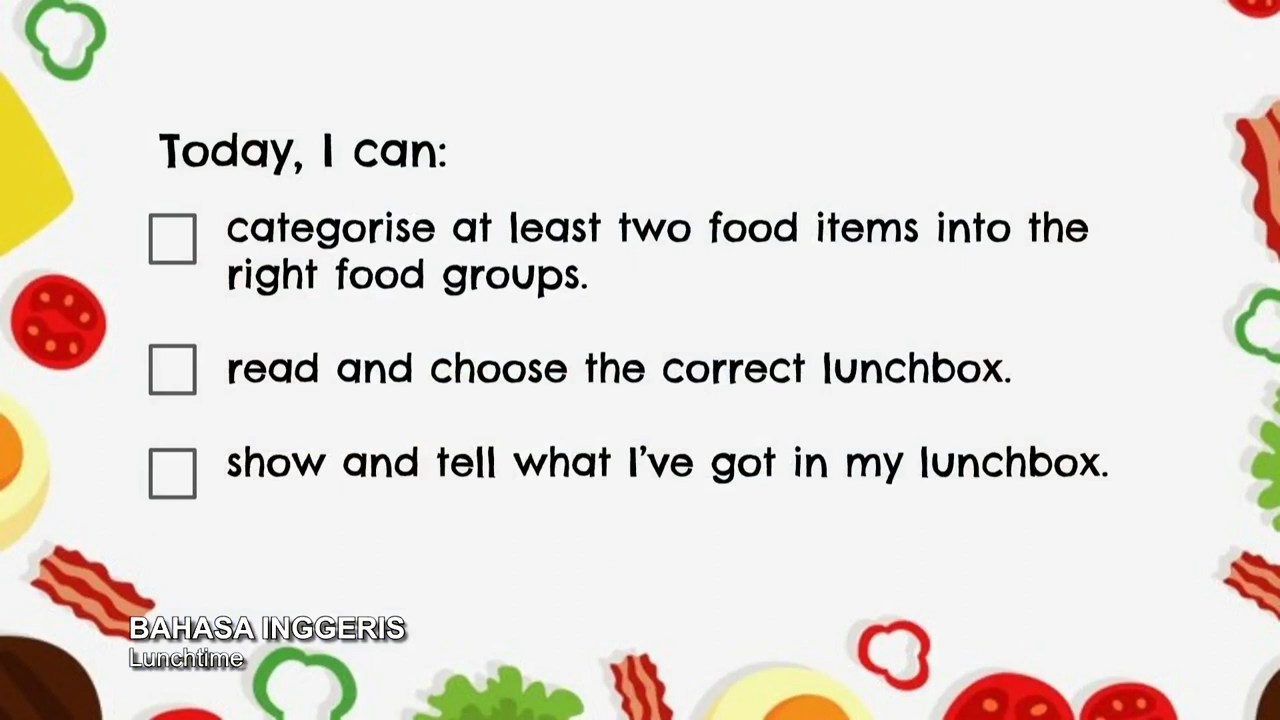 Today, I can:
categorise at least two food items into the
right food groups.
read and choose the correct lunchbox.
show and tell what I've got in my lunchbox.
BAHASA INGGERIS
Lunchtime